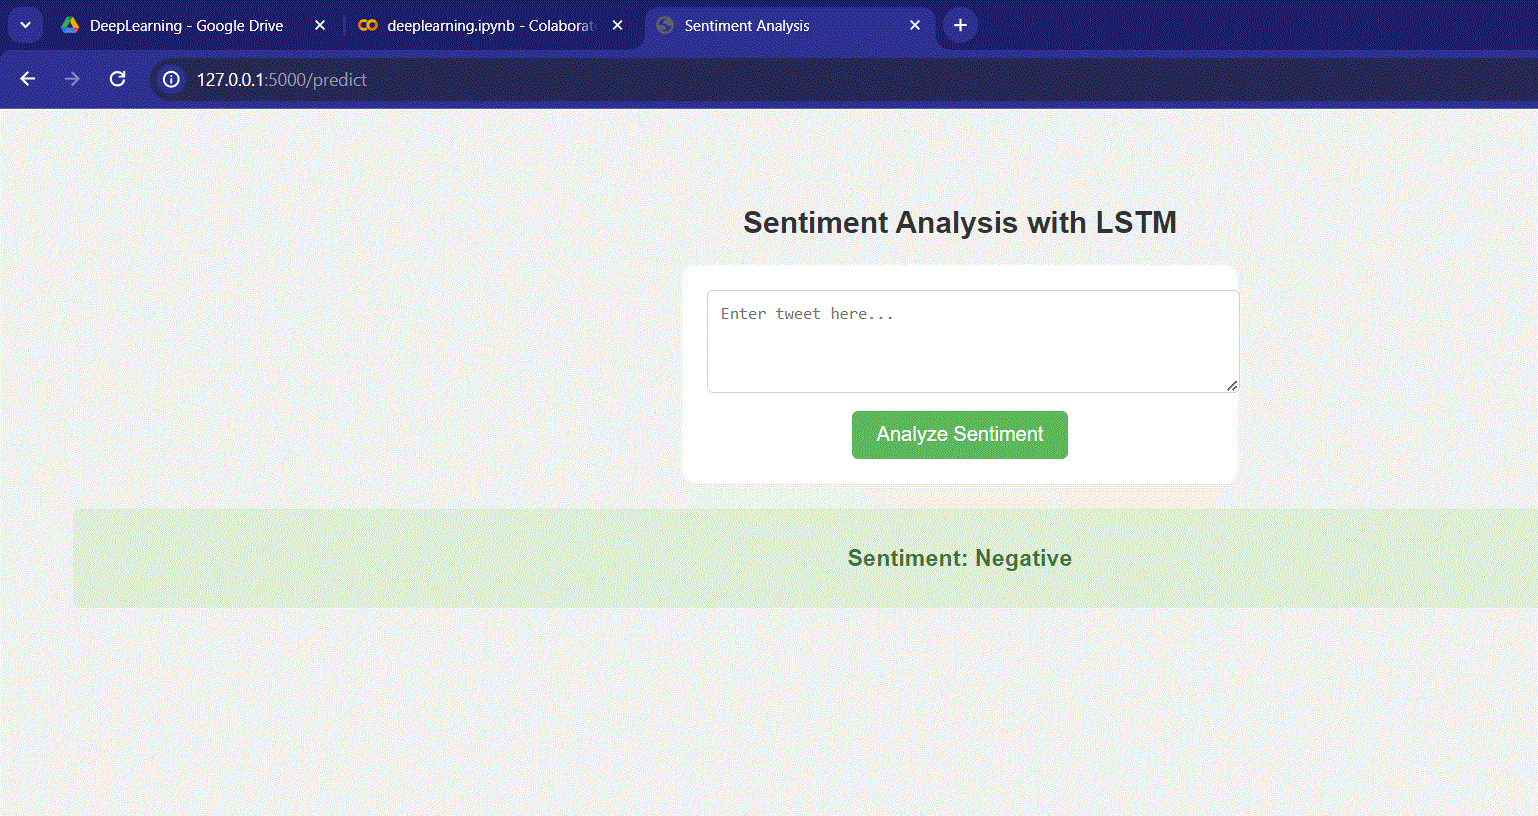 DeepLearning - Google Drive
deeplearning.ipynb - Colaborat
Sentiment Analysis
127.0.0.1:5000/predict
Sentiment Analysis with LSTM
Enter tweet here...
Analyze Sentiment
Sentiment: Negative